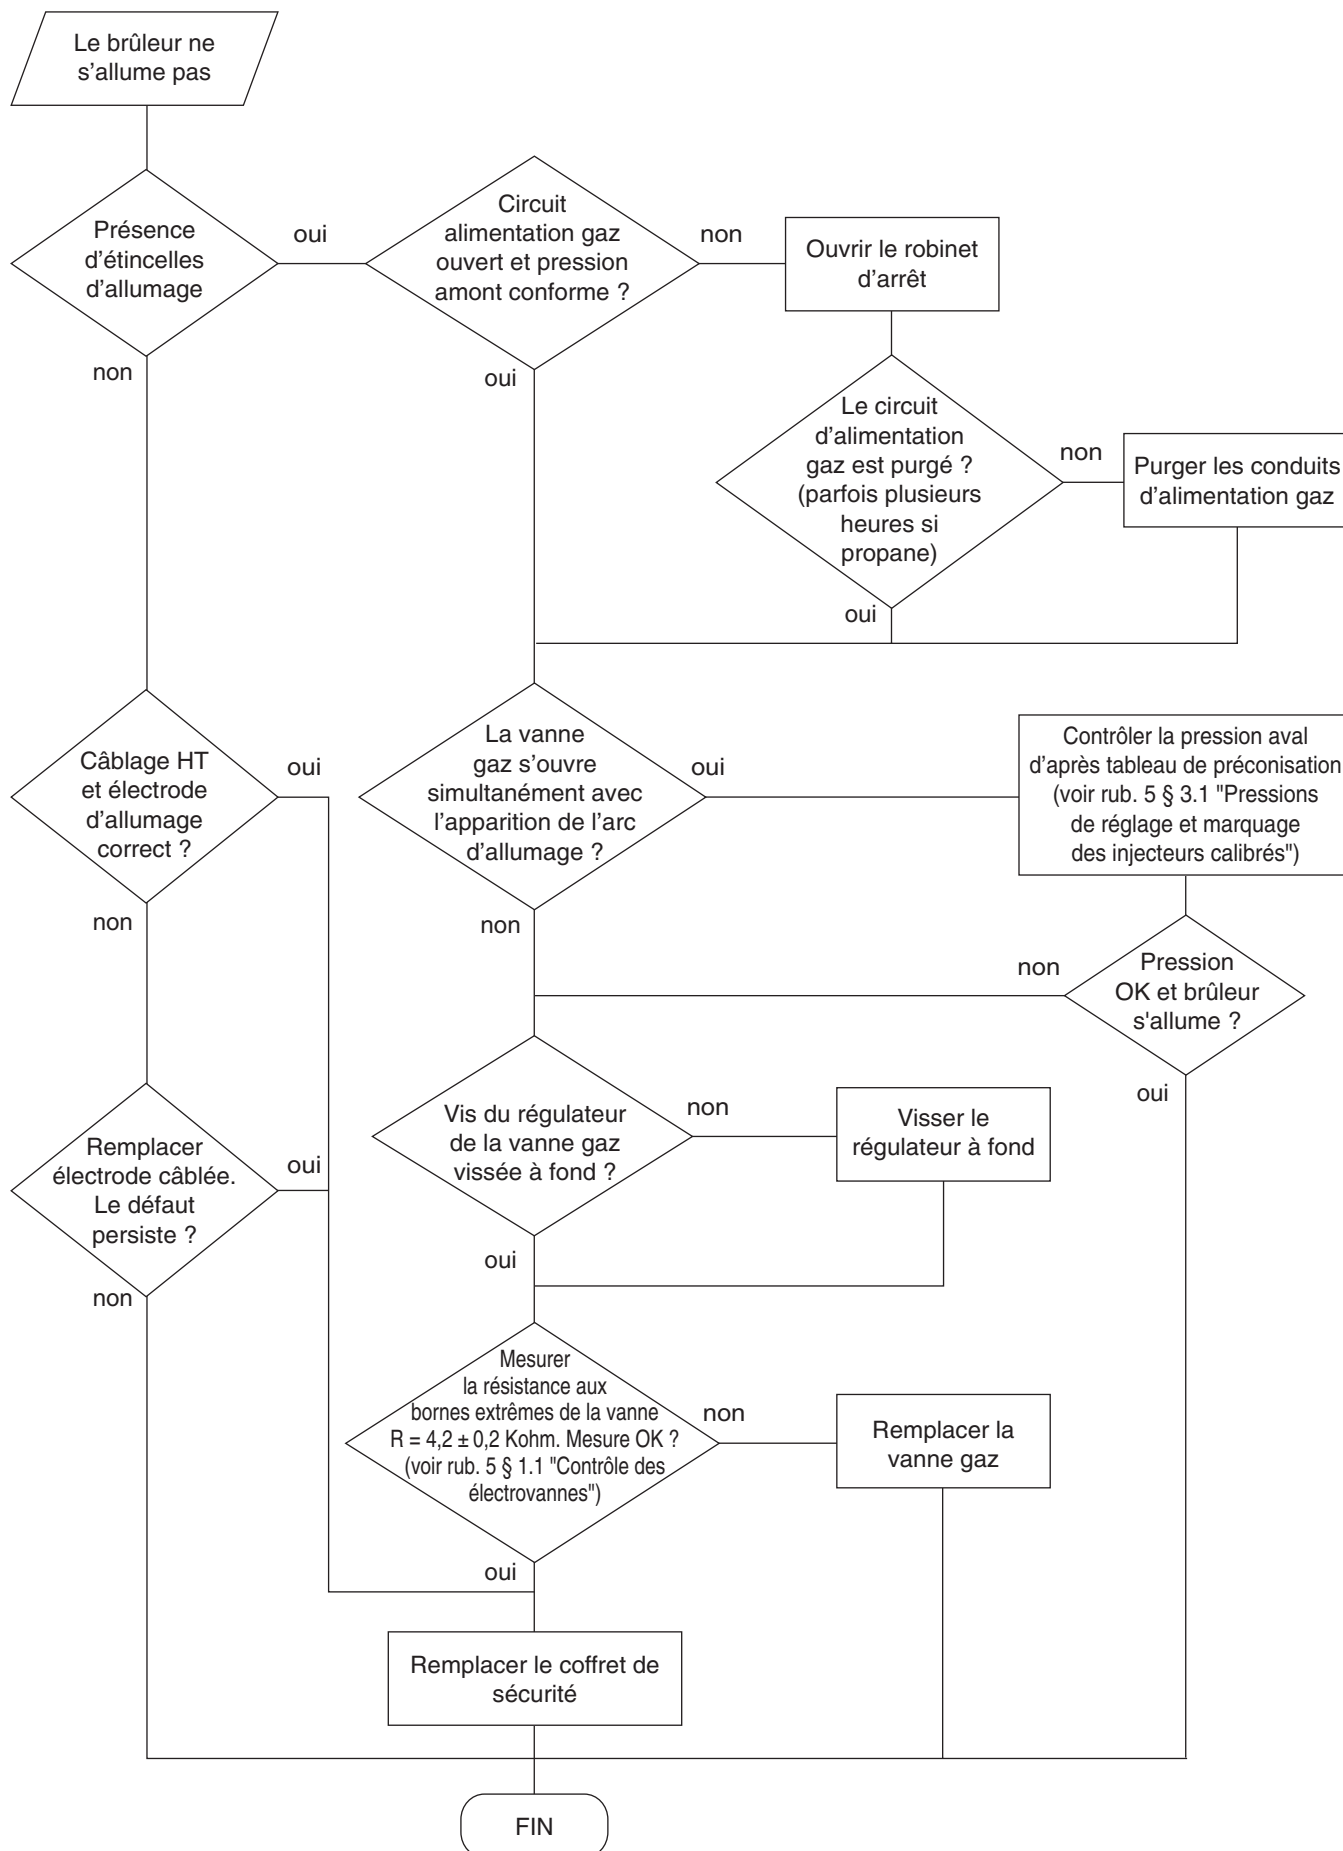 Le brûleur ne
s'allume pas
Présence
d'étincelles
d'allumage
oui
non
Circuit
alimentation gaz
ouvert et pression
amont conforme ?
non
oui
Ouvrir le robinet
d'arrêt
Le circuit
d'alimentation
gaz est purgé ?
(parfois plusieurs
heures si
propane)
non
oui
Purger les conduits
d'alimentation gaz
Câblage HT
et électrode
d'allumage
correct ?
oui
non
La vanne
gaz s'ouvre
simultanément avec
l'apparition de l'arc
d'allumage ?
oui
non
Contrôler la pression aval
d'après tableau de préconisation
(voir rub. 5 § 3.1 "Pressions
de réglage et marquage
des injecteurs calibrés")
Pression
OK et brûleur
s'allume ?
non
oui
Remplacer
électrode câblée.
Le défaut
persiste ?
oui
non
Vis du régulateur
de la vanne gaz
vissée à fond ?
non
oui
Visser le
régulateur à fond
Mesurer
la résistance aux
bornes extrêmes de la vanne
R = 4,2 ± 0,2 Kohm. Mesure OK ?
(voir rub. 5 § 1.1 "Contrôle des
électrovannes")
non
oui
Remplacer la
vanne gaz
Remplacer le coffret de
sécurité
FIN